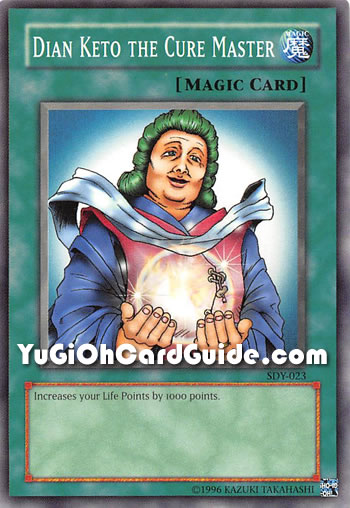 DIAN KETO THE CURE MASTER
MAGIC
魔
[MAGIC CARD]
YuGiOhCardGuide.com
SDY-023
Increases your Life Points by 1000 points.
©1996 KAZUKI TAKAHASHI